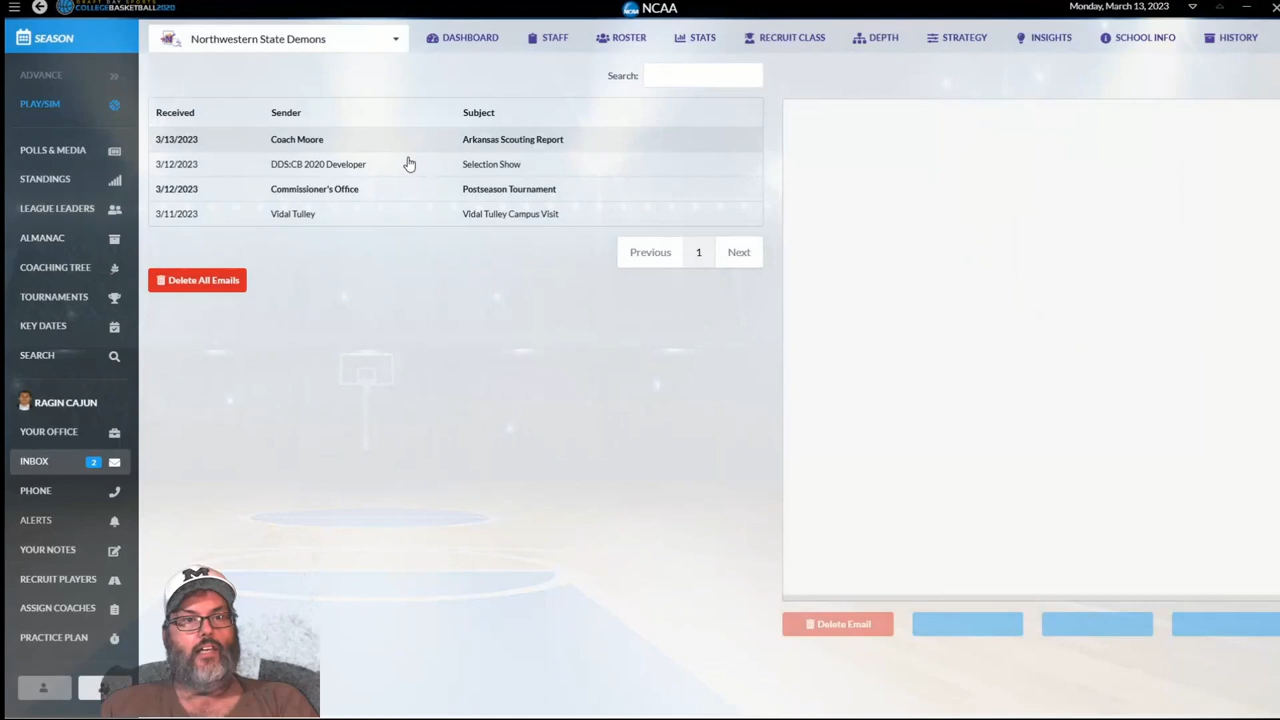 DRAFT DAY SPORTS
COLLEGEBASKETBALL2020
NCAA
Monday, March 13, 2023
SEASON
Northwestern State Demons
DASHBOARD
STAFF
ROSTER
STATS
RECRUIT CLASS
DEPTH
STRATEGY
INSIGHTS
SCHOOL INFO
HISTORY
ADVANCE
PLAY/SIM
POLLS & MEDIA
STANDINGS
LEAGUE LEADERS
ALMANAC
COACHING TREE
TOURNAMENTS
KEY DATES
SEARCH
RAGIN CAJUN
YOUR OFFICE
INBOX 2
PHONE
ALERTS
YOUR NOTES
RECRUIT PLAYERS
ASSIGN COACHES
PRACTICE PLAN
Search:
Received Sender Subject
3/13/2023 Coach Moore Arkansas Scouting Report
3/12/2023 DDS:CB 2020 Developer Selection Show
3/12/2023 Commissioner's Office Postseason Tournament
3/11/2023 Vidal Tulley Vidal Tulley Campus Visit
Previous 1 Next
Delete All Emails
Delete Email
M